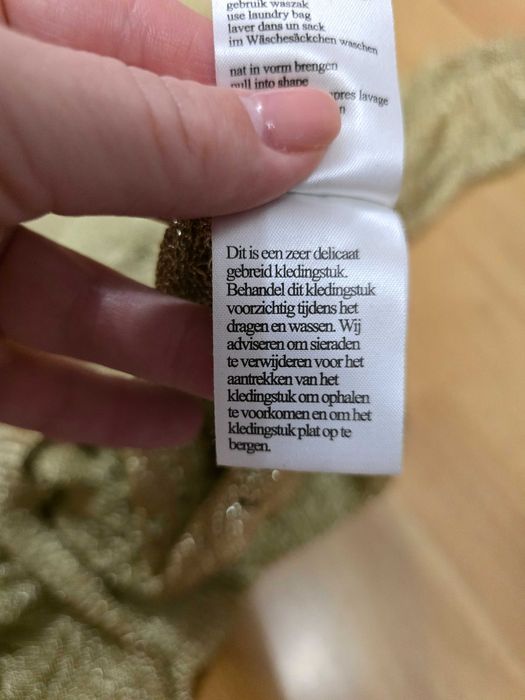 gebruik waszak
use laundry bag
laver dans un sack
im Wäschesäckchen waschen
nat in vorm brengen
pull into shape
pres lavage
n
Dit is een zeer delicaat
gebreid kledingstuk.
Behandel dit kledingstuk
voorzichtig tijdens het
dragen en wassen. Wij
adviseren om sieraden
te verwijderen voor het
aantrekken van het
kledingstuk om ophalen
te voorkomen en om het
kledingstuk plat op te
bergen.